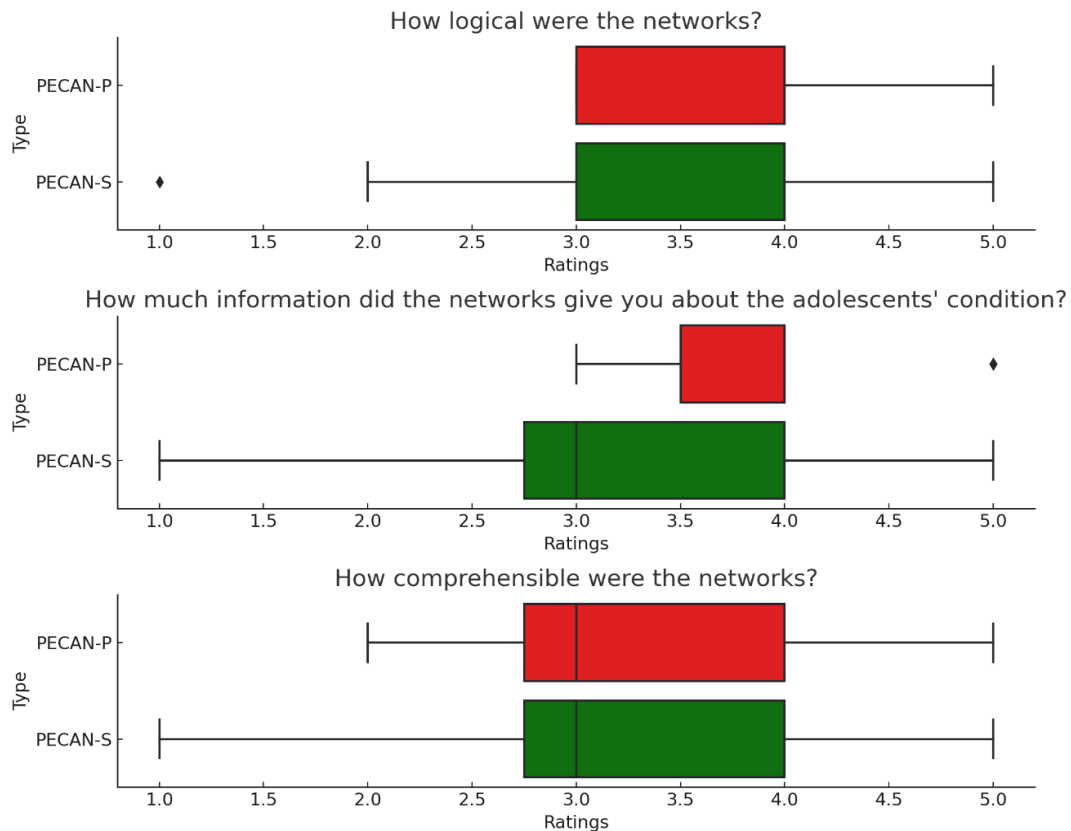 How logical were the networks?
PECAN-P
Type
PECAN-S
1.0 1.5 2.0 2.5 3.0 3.5 4.0 4.5 5.0
Ratings
How much information did the networks give you about the adolescents' condition?
PECAN-P
Type
PECAN-S
1.0 1.5 2.0 2.5 3.0 3.5 4.0 4.5 5.0
Ratings
How comprehensible were the networks?
PECAN-P
Type
PECAN-S
1.0 1.5 2.0 2.5 3.0 3.5 4.0 4.5 5.0
Ratings